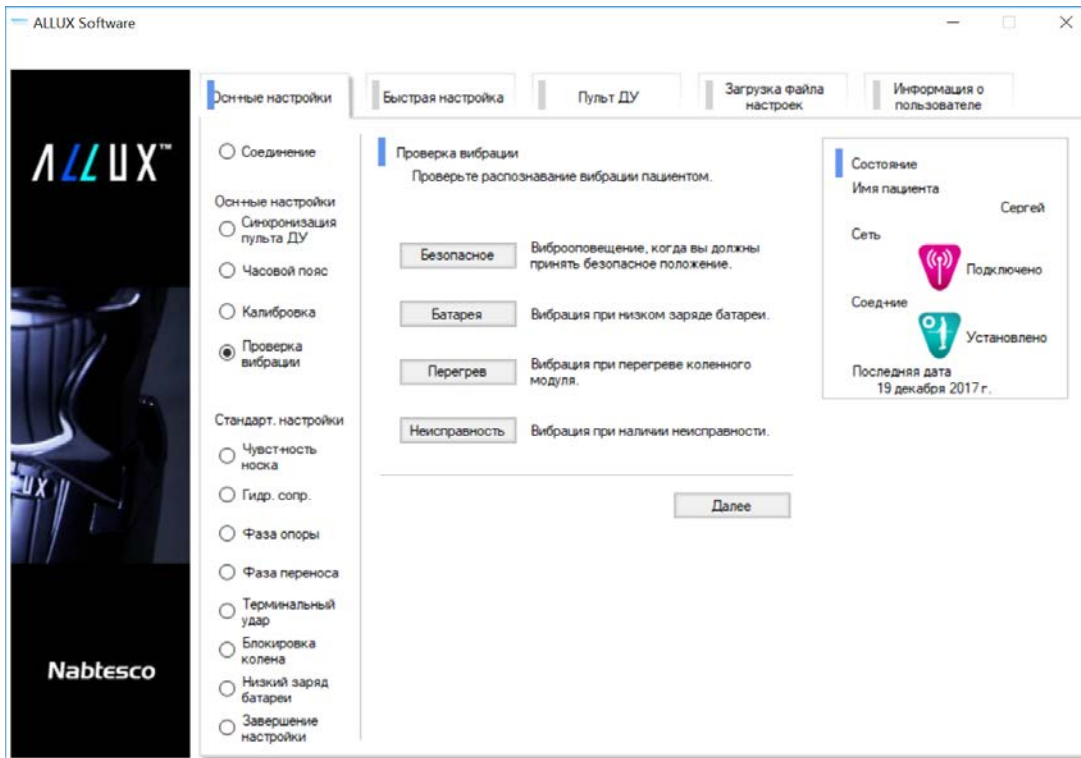 ALLUX Software
Осн-ные настройки
Быстрая настройка
Пульт ДУ
Загрузка файла
настроек
Информация о
пользователе
ALLUX™
Соединение
Осн-ные настройки
Синхронизация
пульта ДУ
Часовой пояс
Калибровка
Проверка
вибрации
Стандарт. настройки
Чувст-ность
носка
Гидр. сопр.
Фаза опоры
Фаза переноса
Терминальный
удар
Блокировка
колена
Низкий заряд
батареи
Завершение
настройки
Проверка вибрации
Проверьте распознавание вибрации пациентом.
Безопасное
Виброоповещение, когда вы должны
принять безопасное положение.
Батарея
Вибрация при низком заряде батареи.
Перегрев
Вибрация при перегреве коленного
модуля.
Неисправность
Вибрация при наличии неисправности.
Далее
Состояние
Имя пациента
Сергей
Сеть
Подключено
Соед-ние
Установлено
Последняя дата
19 декабря 2017 г.
UX
Nabtesco